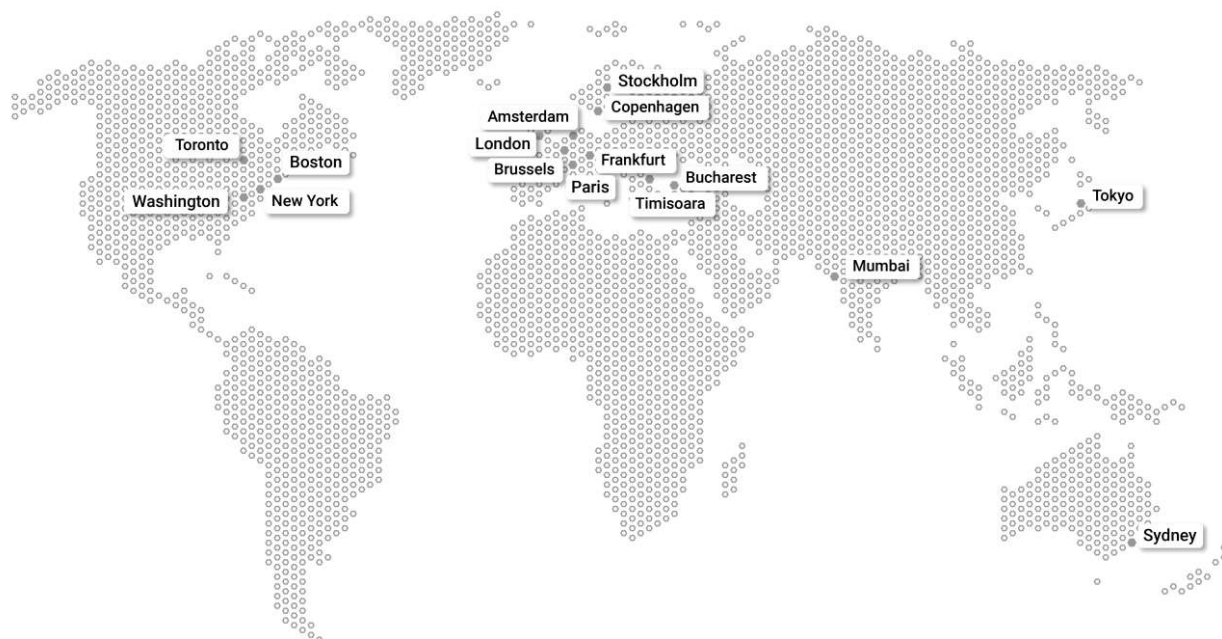 Stockholm
Copenhagen
Amsterdam
Toronto
London
Boston
Frankfurt
Brussels
Bucharest
Paris
Tokyo
Washington
New York
Timisoara
Mumbai
Sydney